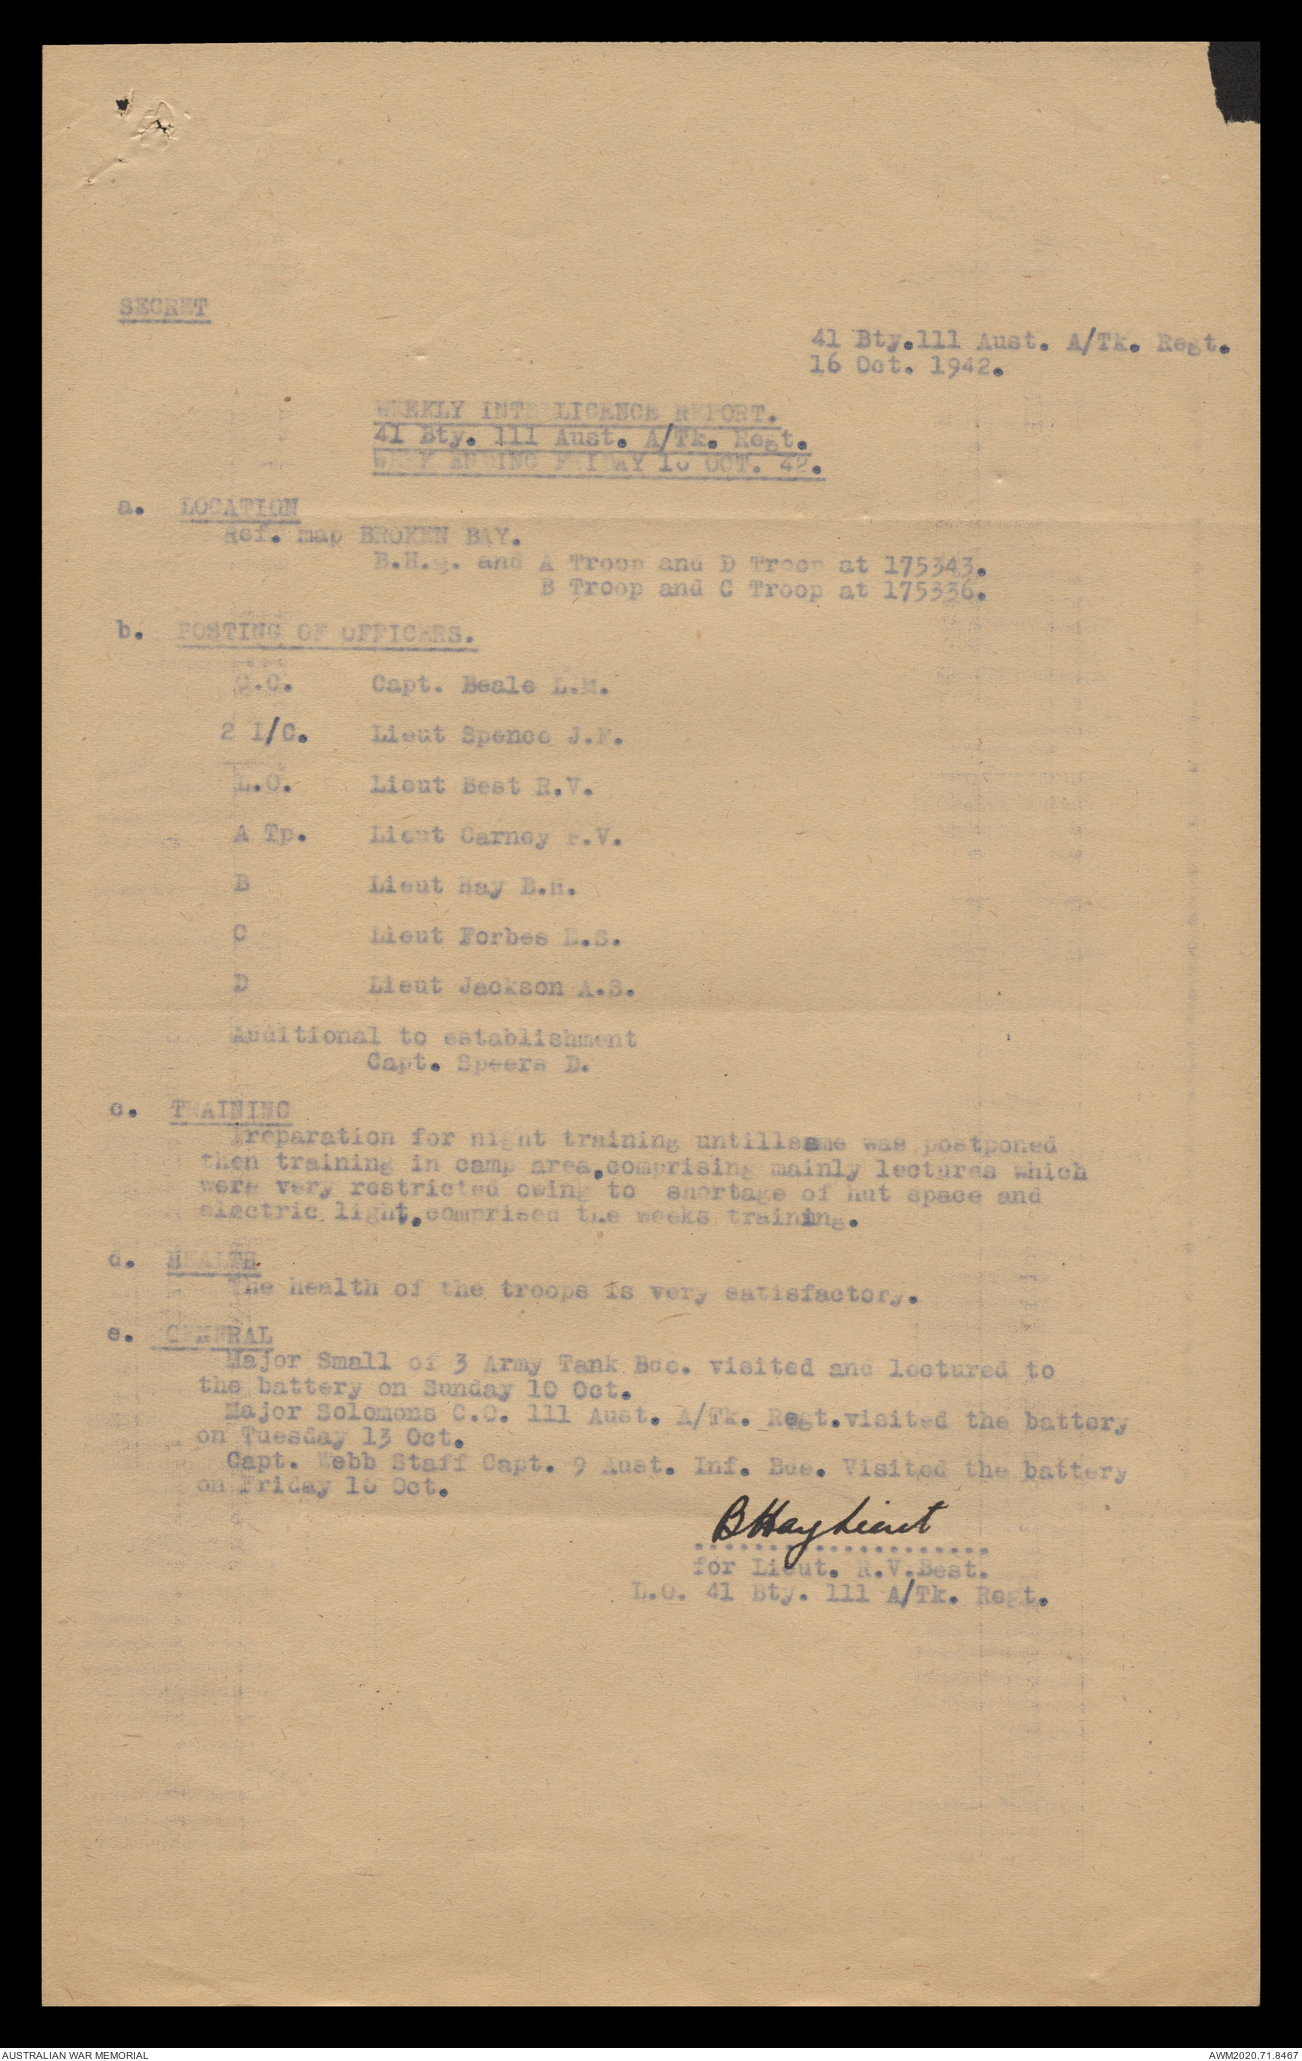 SECRET
41 Bty.111 Aust. A/Tk. Regt.
16 Oct. 1942.
WEEKLY INTELLIGENCE REPORT.
41 Bty. 111 Aust. A/Tk. Regt.
WEEK ENDING FRIDAY 16 OCT. 42.
a. LOCATION
Ref. map BROKEN BAY.
B.H.Q. and A Troop and D Troop at 175343.
B Troop and C Troop at 175336.
b. POSTING OF OFFICERS.
O.C. Capt. Beale L.M.
2 I/C. Lieut Spence J.F.
L.O. Lieut Best R.V.
A Tp. Lieut Carney F.V.
B Lieut Hay B.H.
C Lieut Forbes E.S.
D Lieut Jackson A.S.
Additional to establishment
Capt. Speers D.
c. TRAINING
Preparation for night training untillsame was postponed
then training in camp area,comprising mainly lectures which
were very restricted owing to shortage of hut space and
electric light,comprised the weeks training.
d. HEALTH
The health of the troops is very satisfactory.
e. GENERAL
Major Small of 3 Army Tank Bde. visited and lectured to
the battery on Sunday 10 Oct.
Major Solomons C.O. 111 Aust. A/Tk. Regt.visited the battery
on Tuesday 13 Oct.
Capt. Webb Staff Capt. 9 Aust. Inf. Bde. Visited the battery
on Friday 16 Oct.
BHay Lieut
....................
for Lieut. R.V.Best.
L.O. 41 Bty. 111 A/Tk. Regt.
AUSTRALIAN WAR MEMORIAL
AWM2020.71.8467